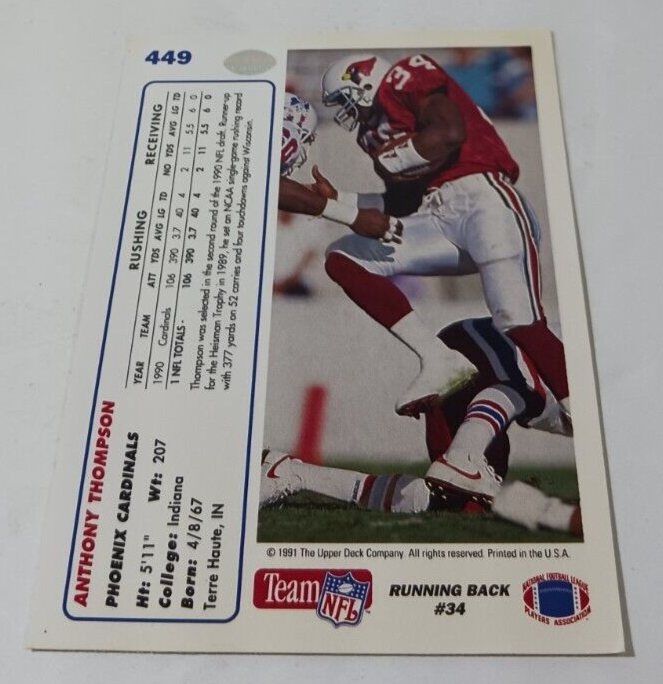 449
ANTHONY THOMPSON
PHOENIX CARDINALS
Ht: 5'11" Wt: 207
College: Indiana
Born: 4/8/67
Terre Haute, IN
RUSHING RECEIVING
YEAR TEAM ATT YDS AVG LG TD NO YDS AVG LG TD
1990 Cardinals 106 390 3.7 40 4 2 11 5.5 6 0
1 NFL TOTALS - 106 390 3.7 40 4 2 11 5.5 6 0
Thompson was selected in the second round of the 1990 NFL draft. Runner-up
for the Heisman Trophy in 1989, he set an NCAA single-game rushing record
with 377 yards on 52 carries and four touchdowns against Wisconsin.
34
© 1991 The Upper Deck Company. All rights reserved. Printed in the U.S.A.
Team NFL
RUNNING BACK
#34
NATIONAL FOOTBALL LEAGUE
PLAYERS ASSOCIATION